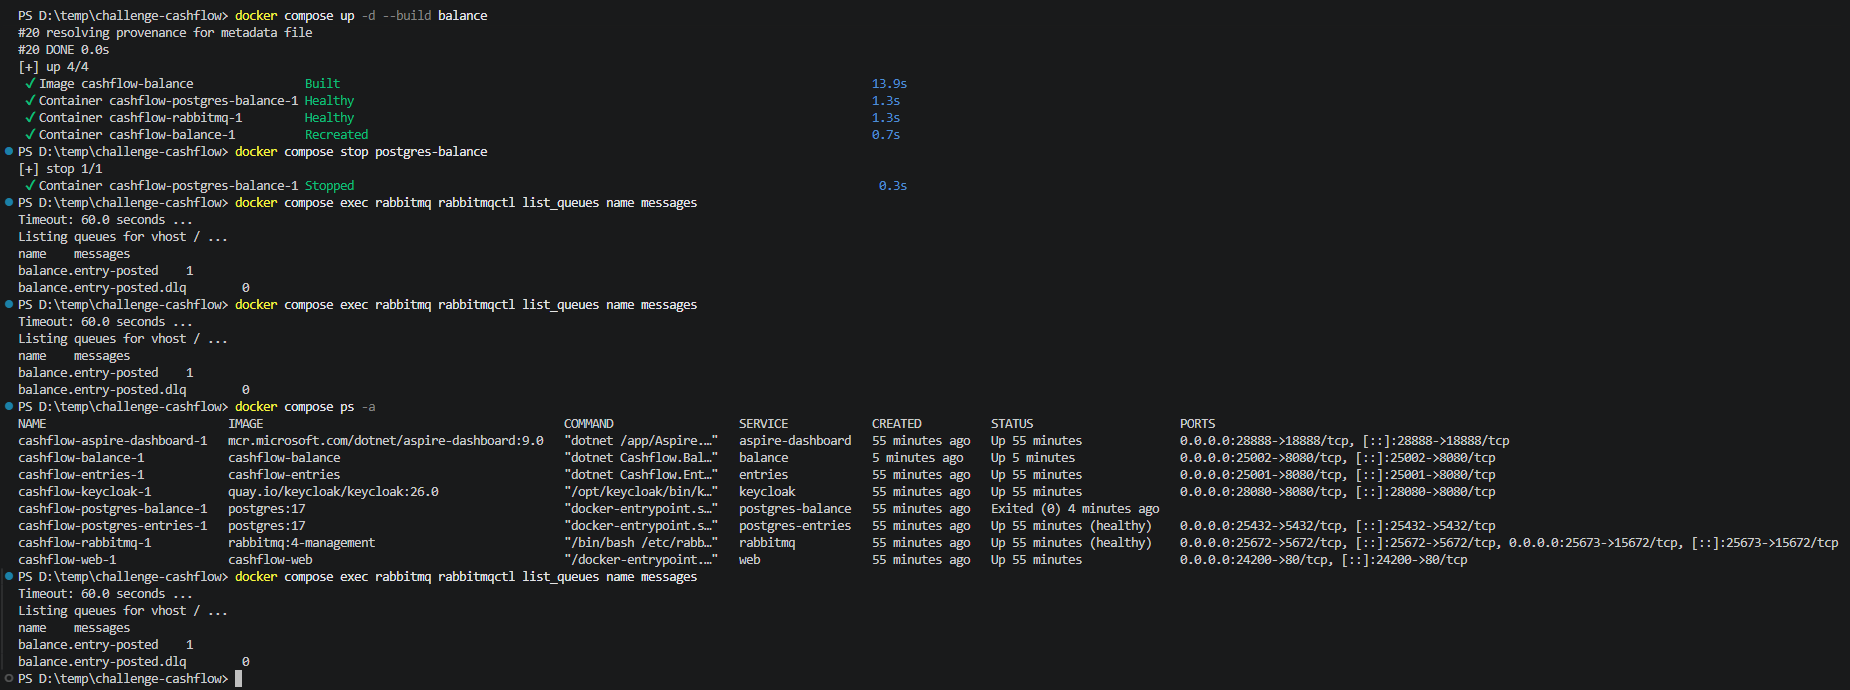 PS D:\temp\challenge-cashflow> docker compose up -d --build balance
#20 resolving provenance for metadata file
#20 DONE 0.0s
[+] up 4/4
✓ Image cashflow-balance Built 13.9s
✓ Container cashflow-postgres-balance-1 Healthy 1.3s
✓ Container cashflow-rabbitmq-1 Healthy 1.3s
✓ Container cashflow-balance-1 Recreated 0.7s
PS D:\temp\challenge-cashflow> docker compose stop postgres-balance
[+] stop 1/1
✓ Container cashflow-postgres-balance-1 Stopped 0.3s
PS D:\temp\challenge-cashflow> docker compose exec rabbitmq rabbitmqctl list_queues name messages
Timeout: 60.0 seconds ...
Listing queues for vhost / ...
name messages
balance.entry-posted 1
balance.entry-posted.dlq 0
PS D:\temp\challenge-cashflow> docker compose exec rabbitmq rabbitmqctl list_queues name messages
Timeout: 60.0 seconds ...
Listing queues for vhost / ...
name messages
balance.entry-posted 1
balance.entry-posted.dlq 0
PS D:\temp\challenge-cashflow> docker compose ps -a
NAME IMAGE COMMAND SERVICE CREATED STATUS PORTS
cashflow-aspire-dashboard-1 mcr.microsoft.com/dotnet/aspire-dashboard:9.0 "dotnet /app/Aspire.…" aspire-dashboard 55 minutes ago Up 55 minutes 0.0.0.0:28888->18888/tcp, [::]:28888->18888/tcp
cashflow-balance-1 cashflow-balance "dotnet Cashflow.Bal…" balance 5 minutes ago Up 5 minutes 0.0.0.0:25002->8080/tcp, [::]:25002->8080/tcp
cashflow-entries-1 cashflow-entries "dotnet Cashflow.Ent…" entries 55 minutes ago Up 55 minutes 0.0.0.0:25001->8080/tcp, [::]:25001->8080/tcp
cashflow-keycloak-1 quay.io/keycloak/keycloak:26.0 "/opt/keycloak/bin/k…" keycloak 55 minutes ago Up 55 minutes 0.0.0.0:28080->8080/tcp, [::]:28080->8080/tcp
cashflow-postgres-balance-1 postgres:17 "docker-entrypoint.s…" postgres-balance 55 minutes ago Exited (0) 4 minutes ago
cashflow-postgres-entries-1 postgres:17 "docker-entrypoint.s…" postgres-entries 55 minutes ago Up 55 minutes (healthy) 0.0.0.0:25432->5432/tcp, [::]:25432->5432/tcp
cashflow-rabbitmq-1 rabbitmq:4-management "/bin/bash /etc/rabb…" rabbitmq 55 minutes ago Up 55 minutes (healthy) 0.0.0.0:25672->5672/tcp, [::]:25672->5672/tcp, 0.0.0.0:25673->15672/tcp, [::]:25673->15672/tcp
cashflow-web-1 cashflow-web "/docker-entrypoint.…" web 55 minutes ago Up 55 minutes 0.0.0.0:24200->80/tcp, [::]:24200->80/tcp
PS D:\temp\challenge-cashflow> docker compose exec rabbitmq rabbitmqctl list_queues name messages
Timeout: 60.0 seconds ...
Listing queues for vhost / ...
name messages
balance.entry-posted 1
balance.entry-posted.dlq 0
PS D:\temp\challenge-cashflow>